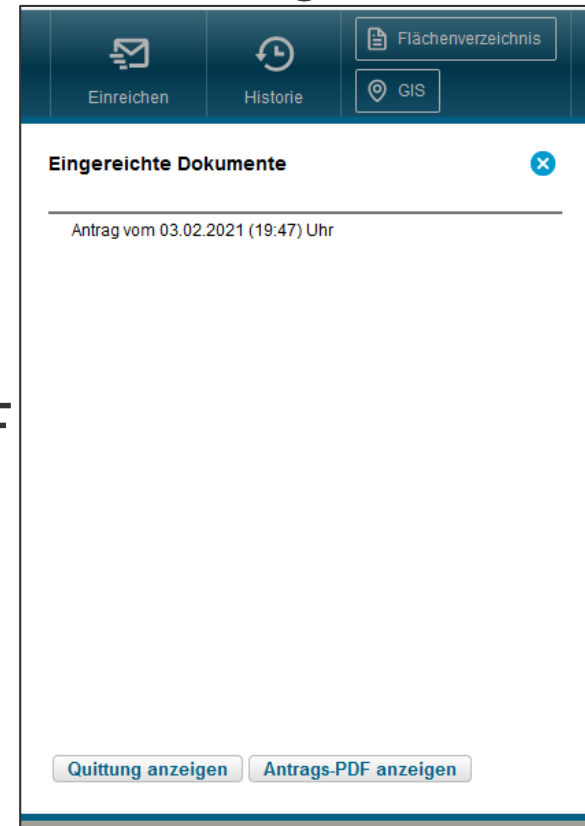 Einreichen
Historie
Flächenverzeichnis
GIS
Eingereichte Dokumente
Antrag vom 03.02.2021 (19:47) Uhr
Quittung anzeigen Antrags-PDF anzeigen